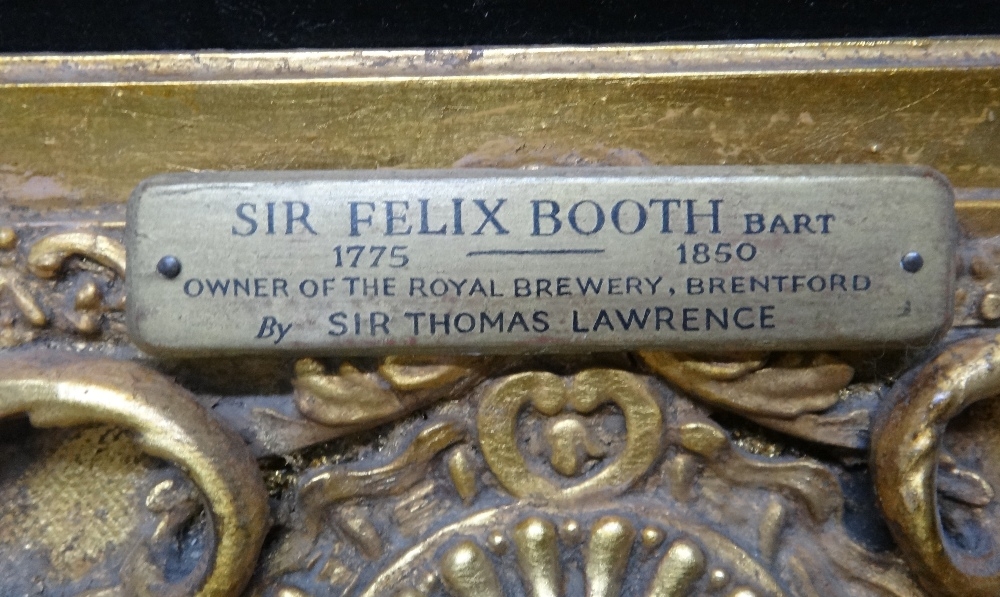 SIR FELIX BOOTH BART
1775 — 1850
OWNER OF THE ROYAL BREWERY, BRENTFORD
By SIR THOMAS LAWRENCE